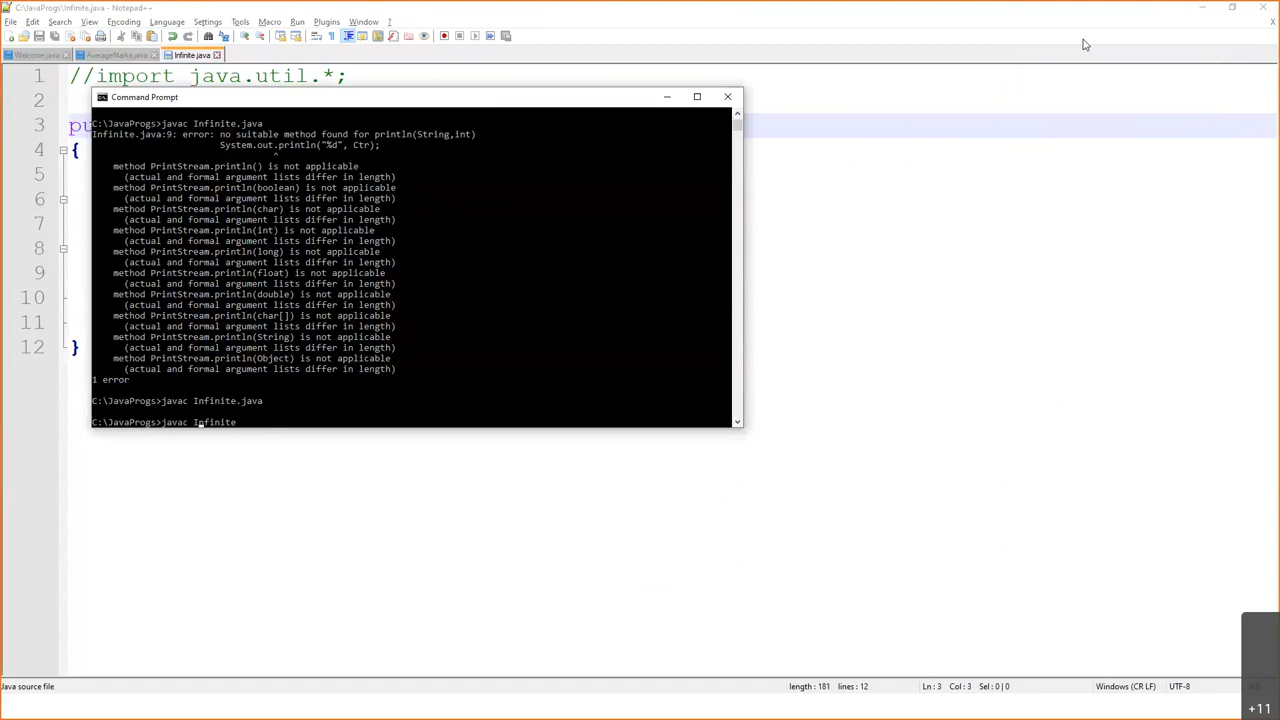 C:\JavaProgs\Infinite.java - Notepad++
File Edit Search View Encoding Language Settings Tools Macro Run Plugins Window ?
Welcome.java AverageMarks.java Infinite.java
1 //import java.util.*;
2
3 pu
4 {
5
6
7
8
9
10
11
12 }
Command Prompt
C:\JavaProgs>javac Infinite.java
Infinite.java:9: error: no suitable method found for println(String,int)
System.out.println("%d", Ctr);
^
method PrintStream.println() is not applicable
(actual and formal argument lists differ in length)
method PrintStream.println(boolean) is not applicable
(actual and formal argument lists differ in length)
method PrintStream.println(char) is not applicable
(actual and formal argument lists differ in length)
method PrintStream.println(int) is not applicable
(actual and formal argument lists differ in length)
method PrintStream.println(long) is not applicable
(actual and formal argument lists differ in length)
method PrintStream.println(float) is not applicable
(actual and formal argument lists differ in length)
method PrintStream.println(double) is not applicable
(actual and formal argument lists differ in length)
method PrintStream.println(char[]) is not applicable
(actual and formal argument lists differ in length)
method PrintStream.println(String) is not applicable
(actual and formal argument lists differ in length)
method PrintStream.println(Object) is not applicable
(actual and formal argument lists differ in length)
1 error
C:\JavaProgs>javac Infinite.java
C:\JavaProgs>javac Infinite
Java source file length : 181 lines : 12 Ln : 3 Col : 3 Sel : 0 | 0 Windows (CR LF) UTF-8
+11